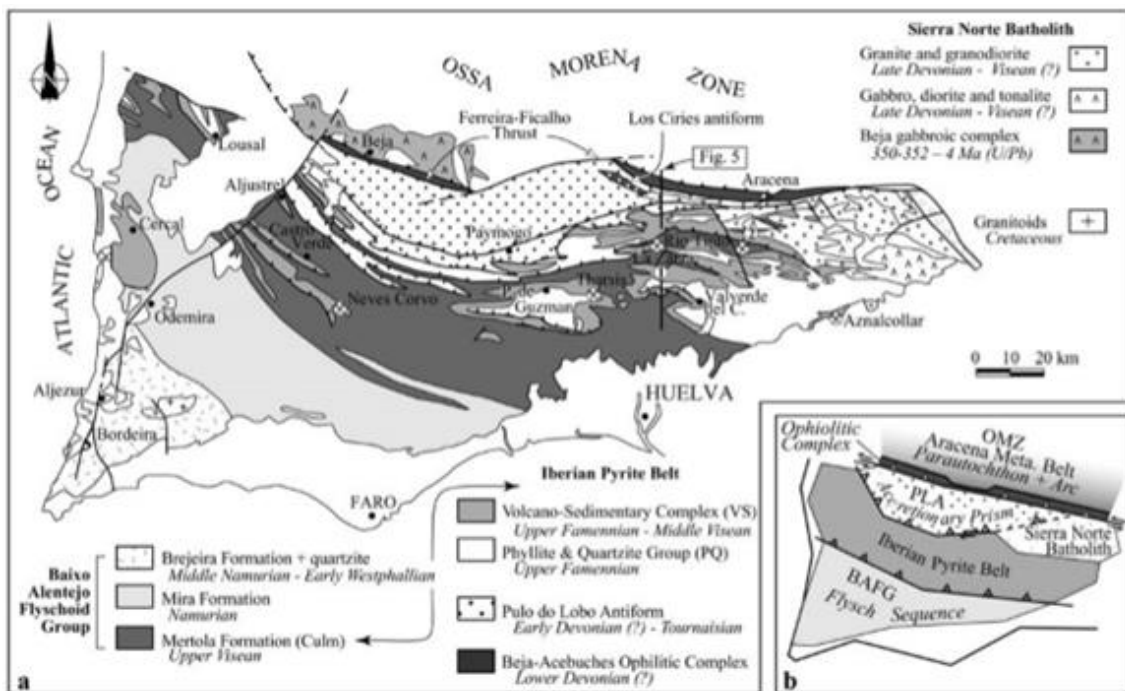 OSSA MORENA ZONE
Sierra Norte Batholith
Granite and granodiorite
Late Devonian - Visean (?)
Gabbro, diorite and tonalite
Late Devonian - Visean (?)
Beja gabbroic complex
350-352 – 4 Ma (U/Pb)
Granitoids
Cretaceous
Ferreira-Ficalho
Thrust
Los Ciries antiform
Fig. 5
ATLANTIC OCEAN
Lousal
Beja
Aracena
Aljustrel
Cercal
Castro
Verde
Paymogo
Rio Tinto
Tharsis
Neves Corvo
Guzman
Valverde
del C.
Odemira
Aznalcollar
0 10 20 km
Aljezur
Bordeira
HUELVA
FARO
Iberian Pyrite Belt
Volcano-Sedimentary Complex (VS)
Upper Famennian - Middle Visean
Phyllite & Quartzite Group (PQ)
Upper Famennian
Pulo do Lobo Antiform
Early Devonian (?) - Tournaisian
Beja-Acebuches Ophilitic Complex
Lower Devonian (?)
Baixo
Alentejo
Flyschoid
Group
Brejeira Formation + quartzite
Middle Namurian - Early Westphallian
Mira Formation
Namurian
Mertola Formation (Culm)
Upper Visean
a
Ophiolitic
Complex
OMZ
Aracena Meta. Belt
Parautochthon + Arc
PLA
Accretionary Prism
Sierra Norte
Batholith
Iberian Pyrite Belt
BAFG
Flysch Sequence
b